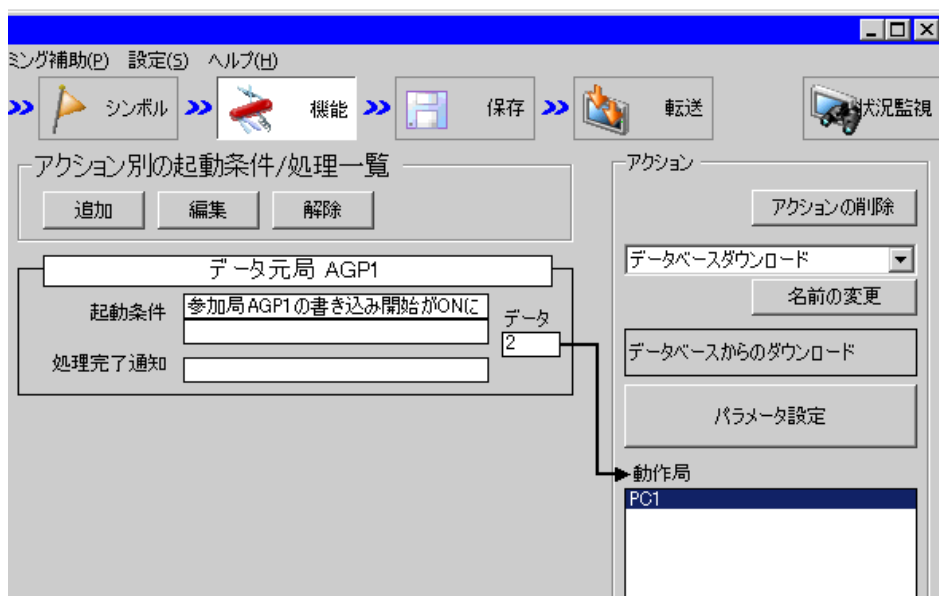 ミング補助(P) 設定(S) ヘルプ(H)
シンボル 機能 保存 転送 状況監視
アクション別の起動条件/処理一覧
追加 編集 解除
データ元局 AGP1
起動条件 参加局AGP1の書き込み開始がONに
データ
2
処理完了通知
アクション
アクションの削除
データベースダウンロード
名前の変更
データベースからのダウンロード
パラメータ設定
動作局
PC1